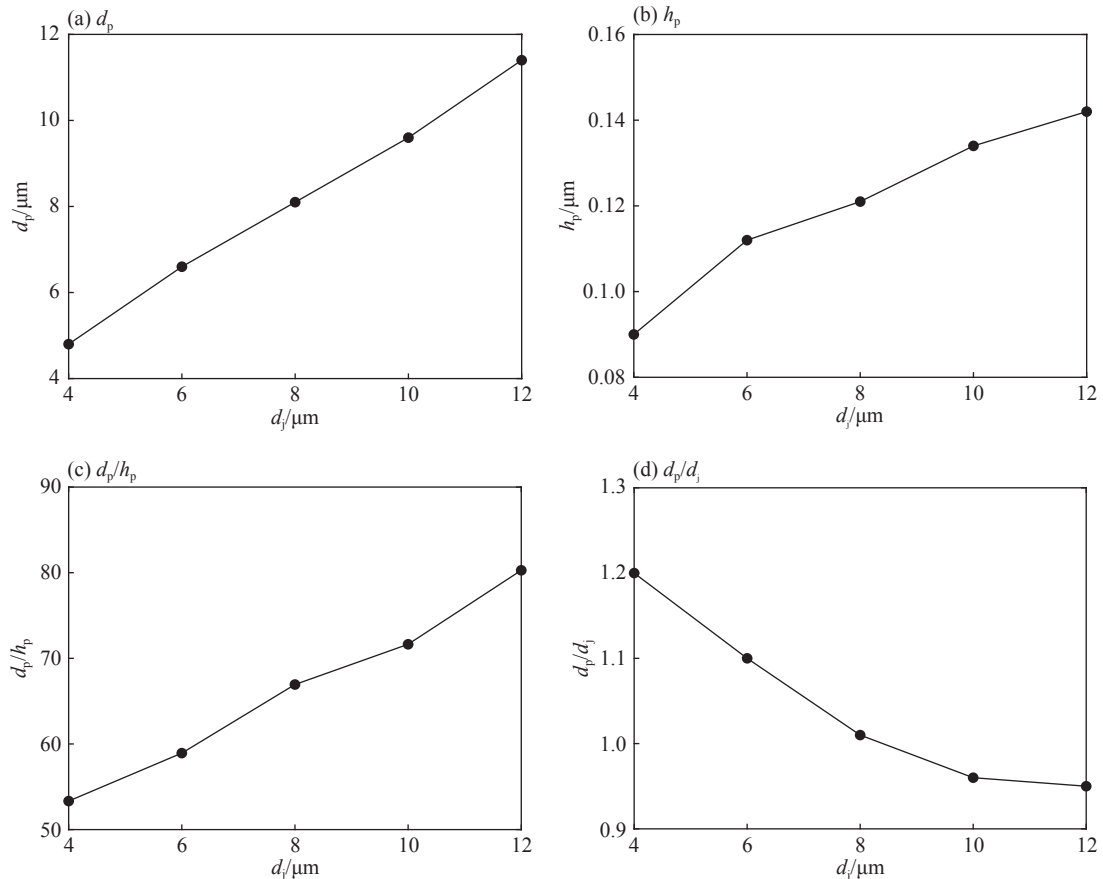 (a) dp
12
10
8
6
4
dp/μm
4 6 8 10 12
dj/μm
(b) hp
0.16
0.14
0.12
0.1.0
0.08
hp/μm
4 6 8 10 12
dj/μm
(c) dp/hp
90
80
70
60
50
dp/hp
4 6 8 10 12
dj/μm
(d) dp/dj
1.3
1.2
1.1
1.0
0.9
dp/dj
4 6 8 10 12
dj/μm